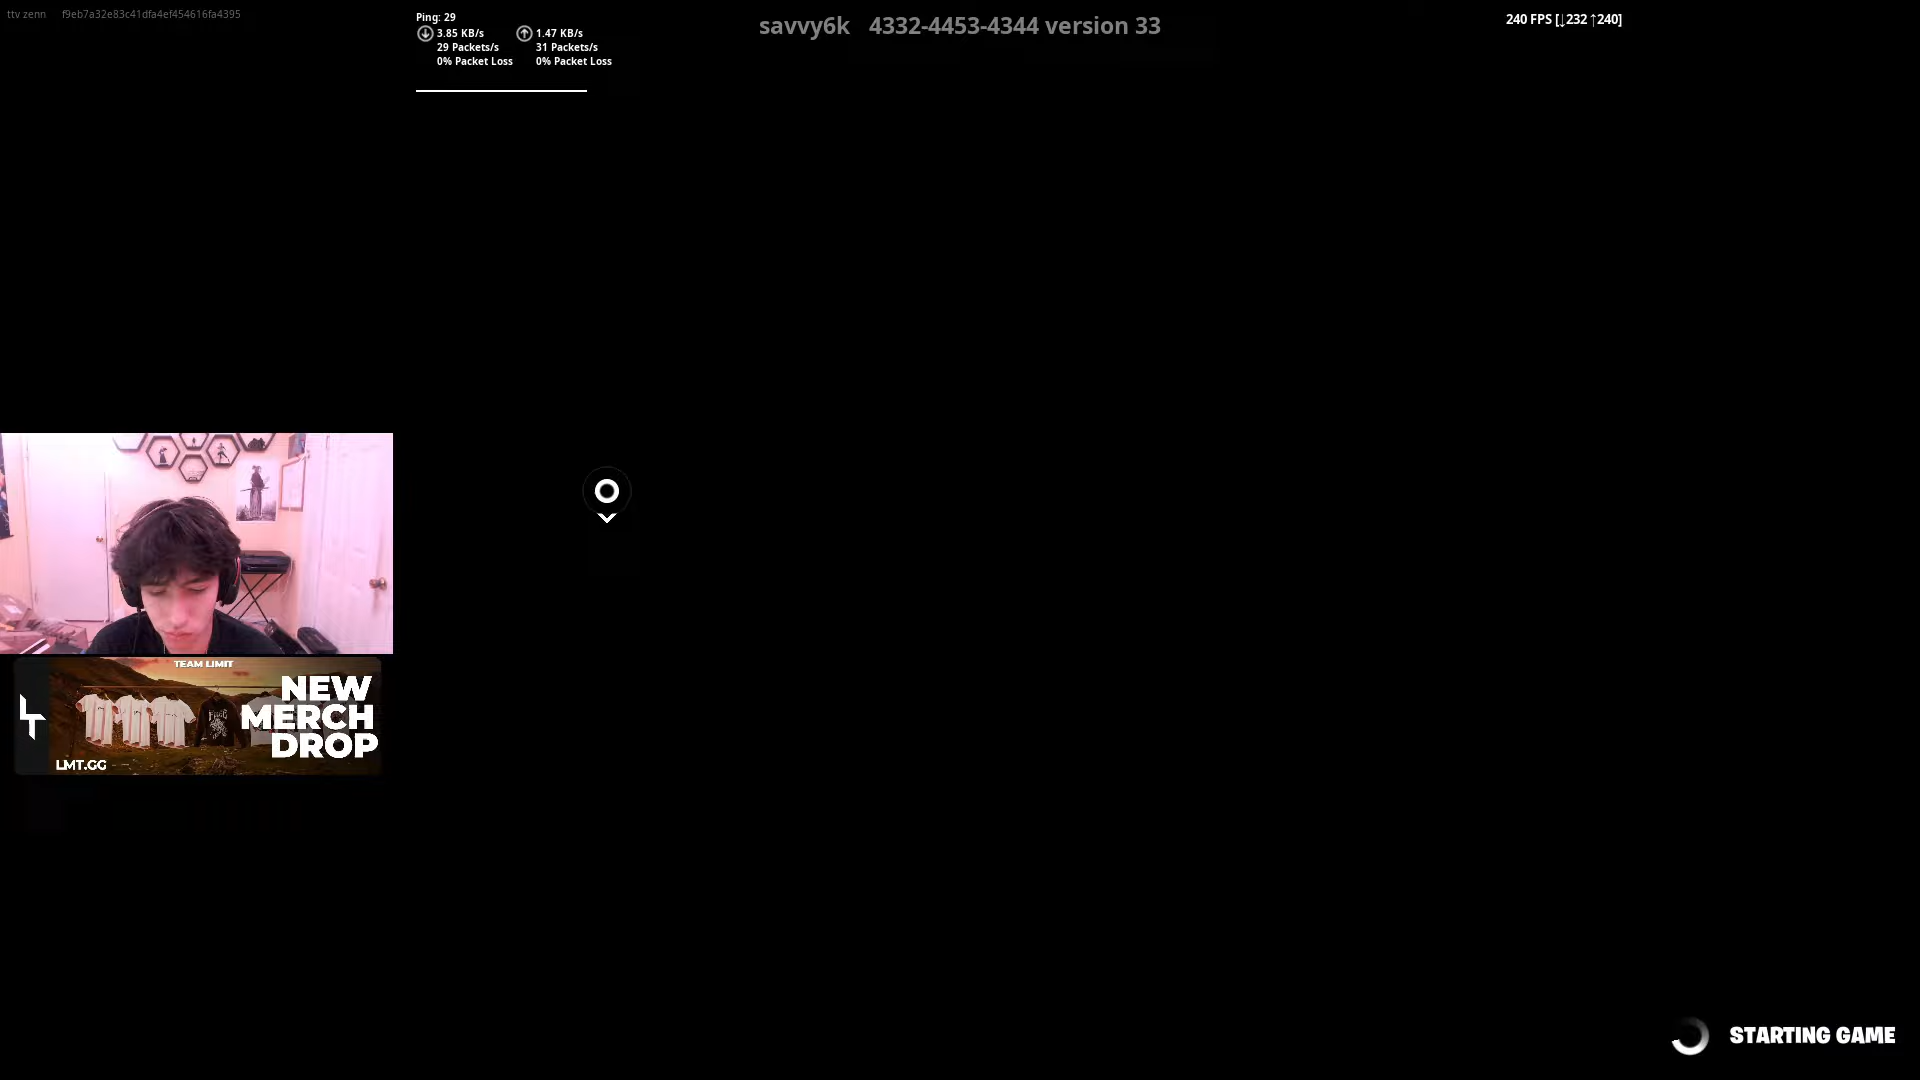 ttv zenn f9eb7a32e83c41dfa4ef454616fa4395
Ping: 29
3.85 KB/s 1.47 KB/s
29 Packets/s 31 Packets/s
0% Packet Loss 0% Packet Loss
savvy6k 4332-4453-4344 version 33
240 FPS [↓232 ↑240]
TEAM LIMIT
NEW
MERCH
DROP
LMT.GG
STARTING GAME